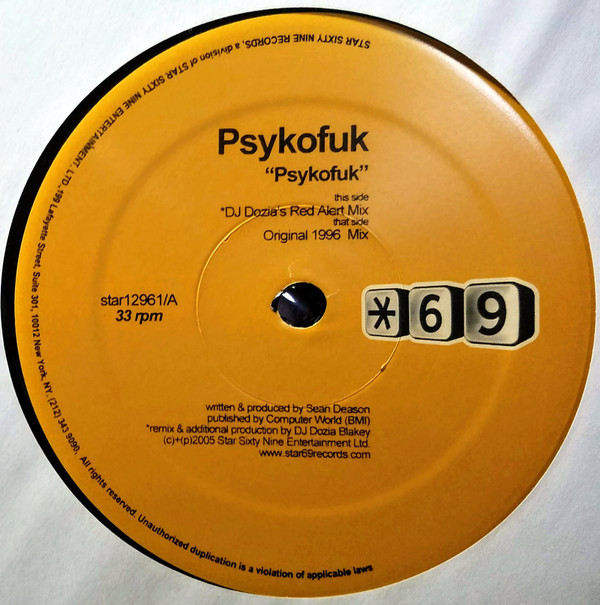 Psykofuk
“Psykofuk”
this side
*DJ Dozia's Red Alert Mix
that side
Original 1996 Mix
star12961/A
33 rpm
*69
written & produced by Sean Deason
published by Computer World (BMI)
*remix & additional production by DJ Dozia Blakey
(c)+(p)2005 Star Sixty Nine Entertainment Ltd.
www.star69records.com
STAR SIXTY NINE RECORDS, a division of STAR SIXTY NINE ENTERTAINMENT, LTD., 199 Lafayette Street, Suite 301, 10012 New York, NY, (212) 343 9090, All rights reserved. Unauthorized duplication is a violation of applicable laws